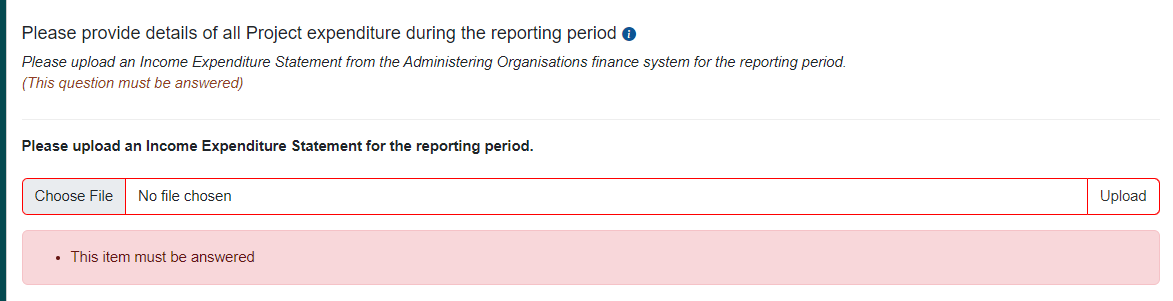 Please provide details of all Project expenditure during the reporting period i
Please upload an Income Expenditure Statement from the Administering Organisations finance system for the reporting period.
(This question must be answered)
Please upload an Income Expenditure Statement for the reporting period.
Choose File No file chosen Upload
• This item must be answered